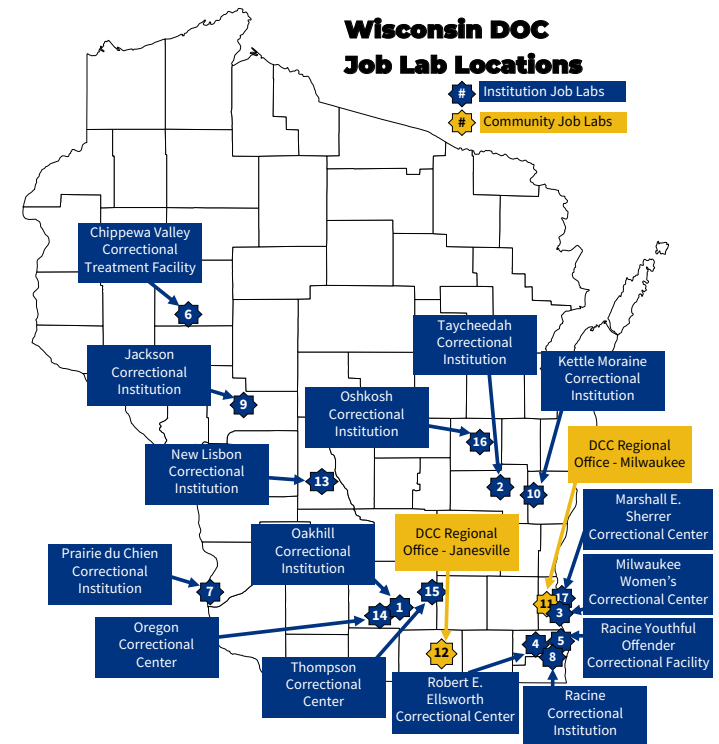 Wisconsin DOC
Job Lab Locations
# Institution Job Labs
# Community Job Labs
Chippewa Valley
Correctional
Treatment Facility
6
Jackson
Correctional
Institution
9
Taycheedah
Correctional
Institution
2
Kettle Moraine
Correctional
Institution
10
Oshkosh
Correctional
Institution
16
New Lisbon
Correctional
Institution
13
DCC Regional
Office - Milwaukee
11
Marshall E.
Sherrer
Correctional Center
17
Prairie du Chien
Correctional
Institution
7
Oakhill
Correctional
Institution
1
DCC Regional
Office - Janesville
12
Milwaukee
Women’s
Correctional Center
3
Oregon
Correctional
Center
14
Thompson
Correctional
Center
15
Robert E.
Ellsworth
Correctional Center
4
Racine Youthful
Offender
Correctional Facility
5
Racine
Correctional
Institution
8